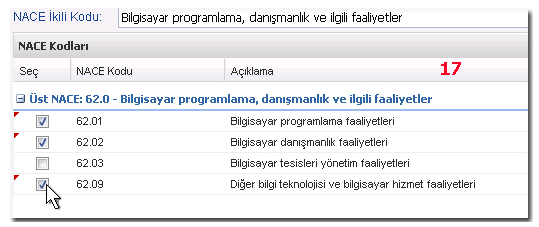 NACE İkili Kodu: Bilgisayar programlama, danışmanlık ve ilgili faaliyetler
NACE Kodları
Seç NACE Kodu Açıklama 17
Üst NACE: 62.0 - Bilgisayar programlama, danışmanlık ve ilgili faaliyetler
62.01 Bilgisayar programlama faaliyetleri
62.02 Bilgisayar danışmanlık faaliyetleri
62.03 Bilgisayar tesisleri yönetim faaliyetleri
62.09 Diğer bilgi teknolojisi ve bilgisayar hizmet faaliyetleri